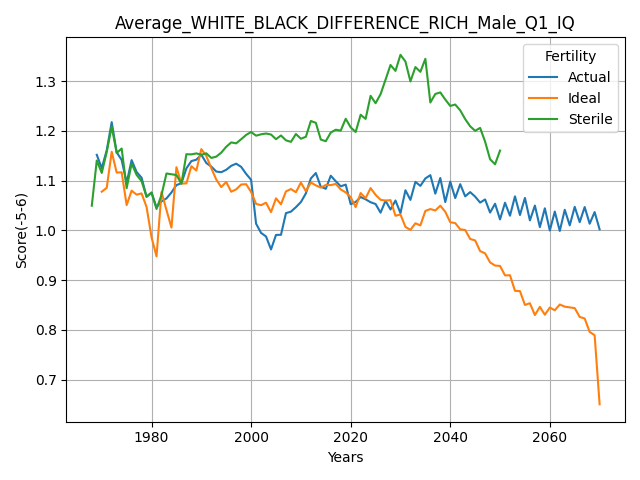 Average_WHITE_BLACK_DIFFERENCE_RICH_Male_Q1_IQ
Fertility
Actual
Ideal
Sterile
Score(-5-6)
1.3
1.2
1.1
1.0
0.9
0.8
0.7
1980
2000
2020
2040
2060
Years